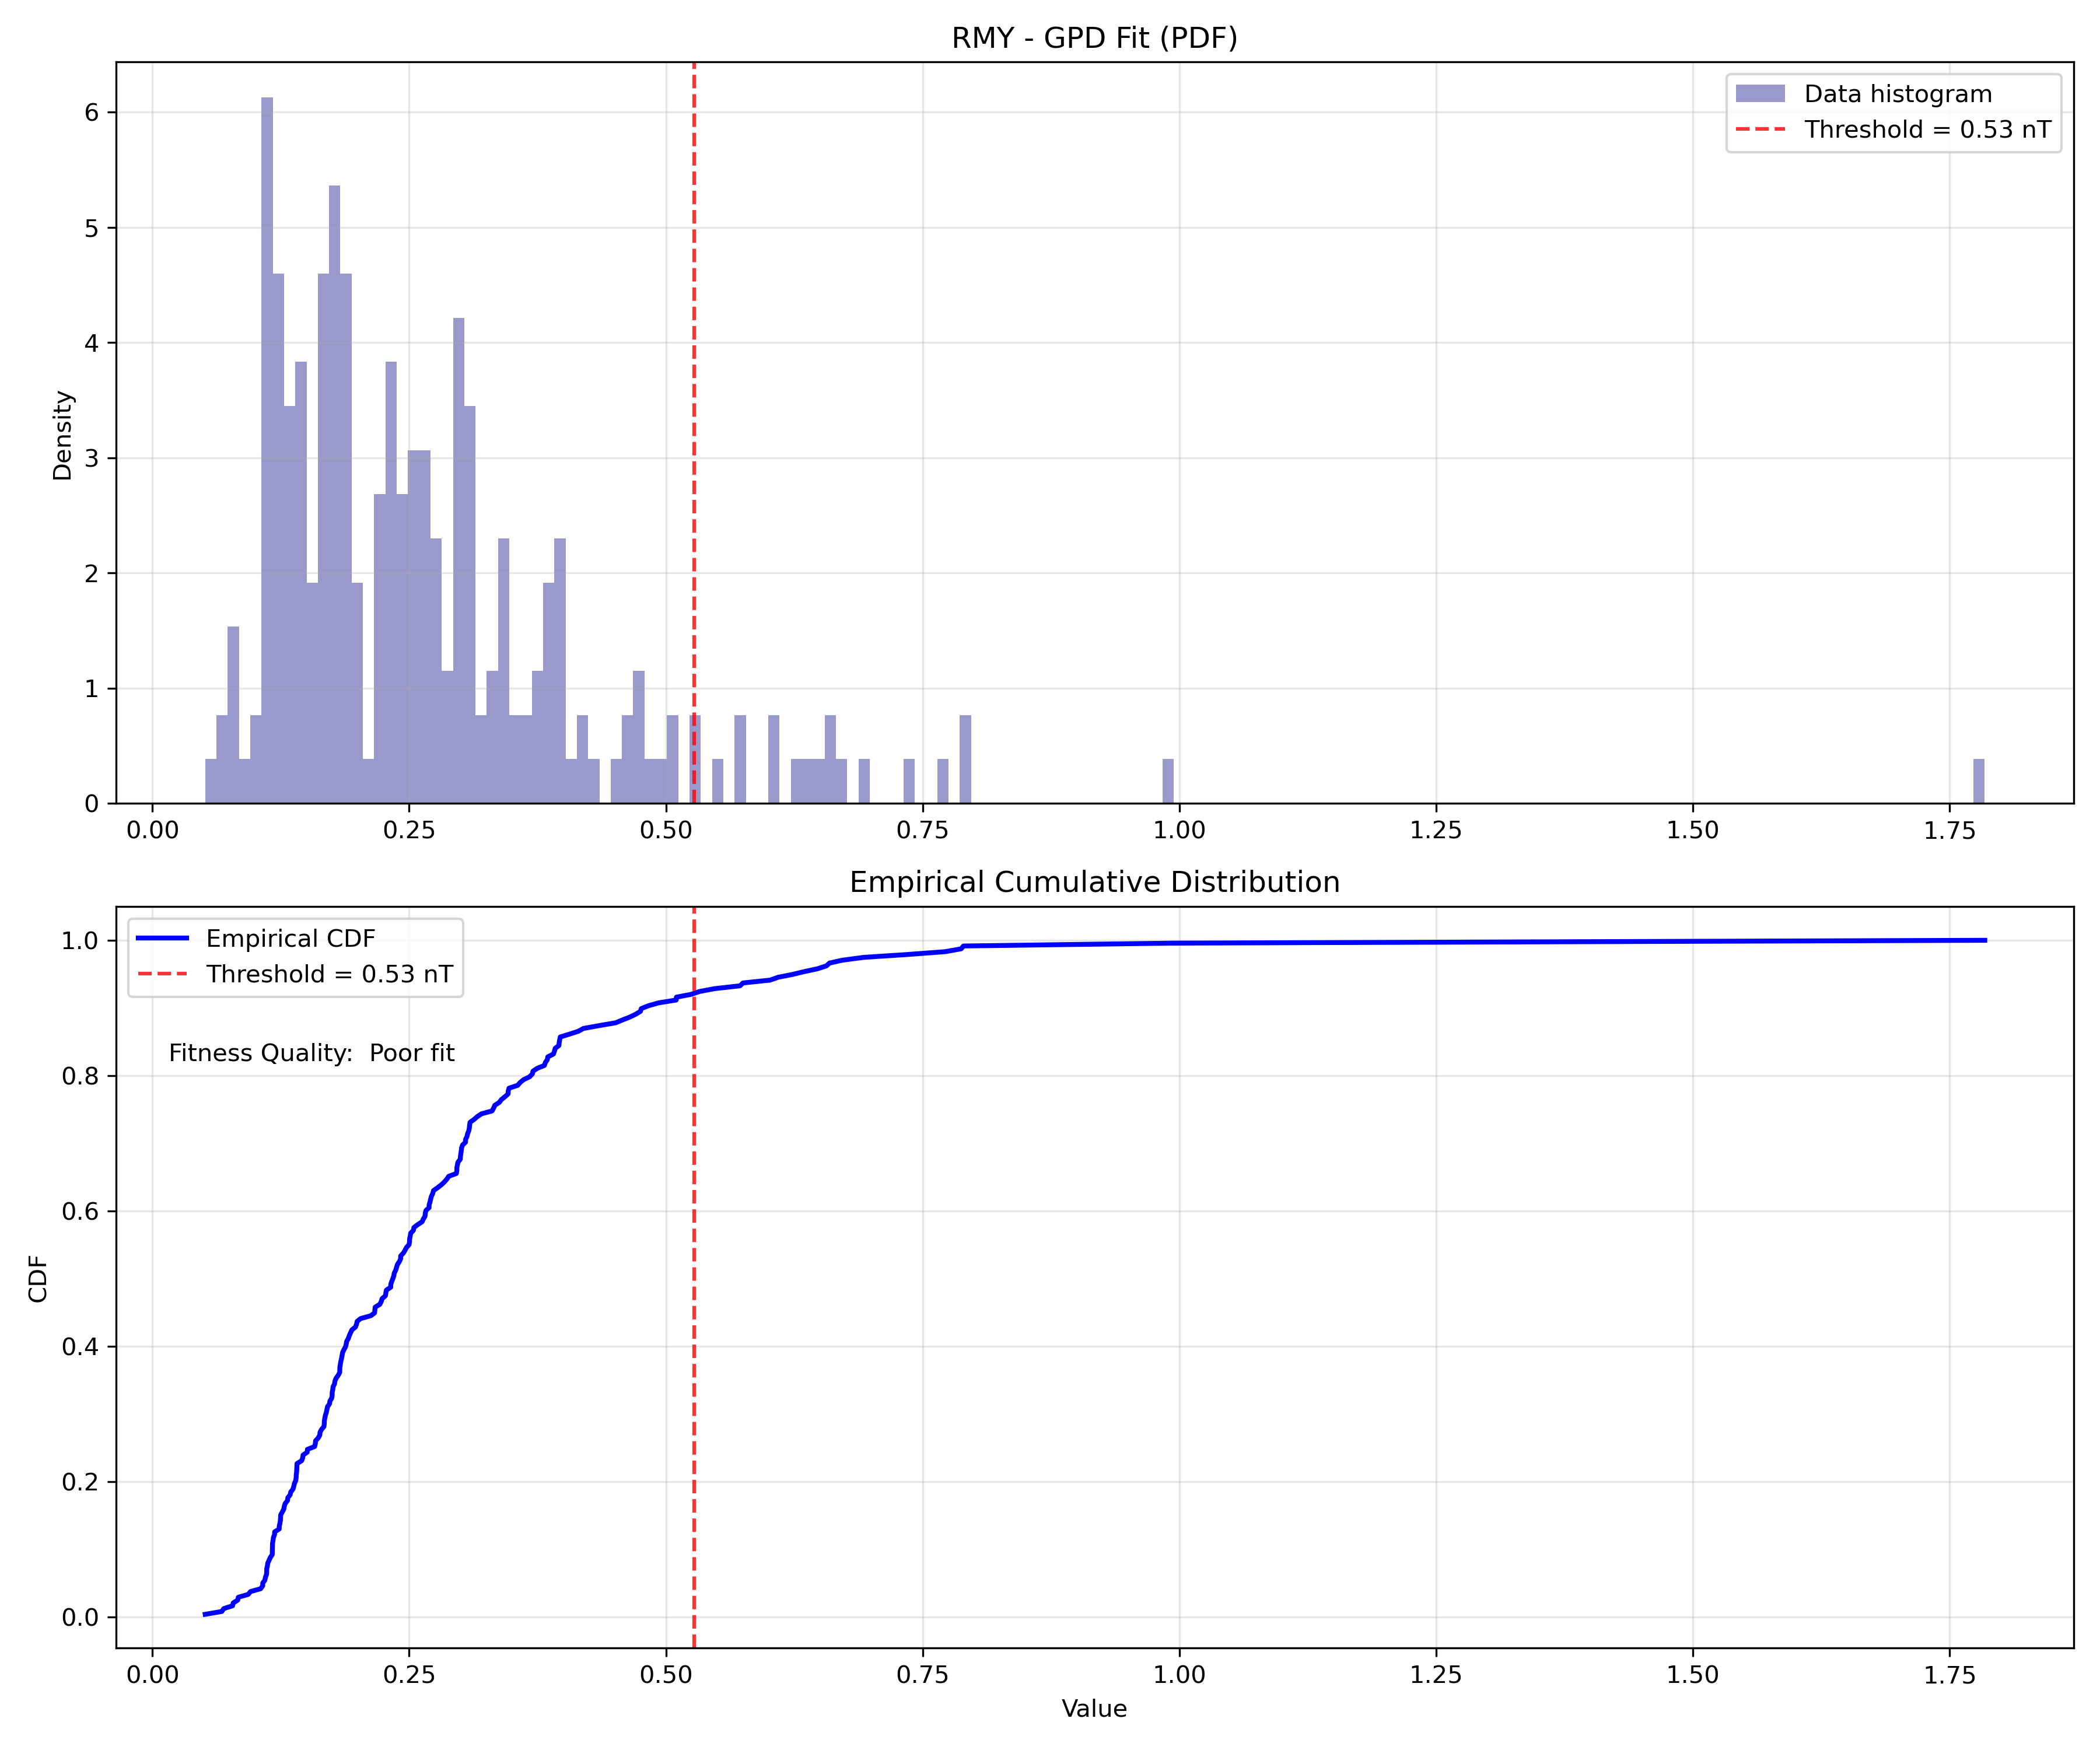 RMY - GPD Fit (PDF)
Data histogram
Threshold = 0.53 nT
Density
6
5
4
3
2
1
0
0.00 0.25 0.50 0.75 1.00 1.25 1.50 1.75
Empirical Cumulative Distribution
Empirical CDF
Threshold = 0.53 nT
Fitness Quality:  Poor fit
CDF
1.0
0.8
0.6
0.4
0.2
0.0
0.00 0.25 0.50 0.75 1.00 1.25 1.50 1.75
Value